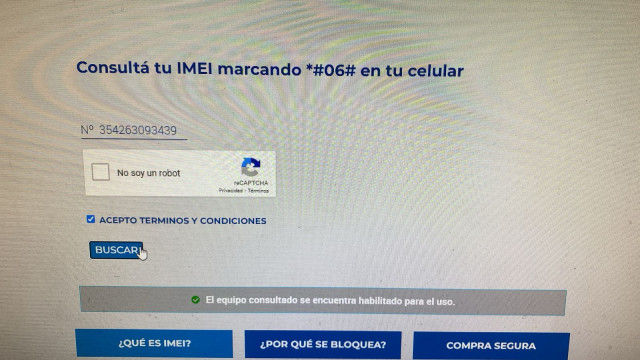 Consultá tu IMEI marcando *#06# en tu celular
Nº 354263093439
No soy un robot
reCAPTCHA
Privacidad - Términos
ACEPTO TERMINOS Y CONDICIONES
BUSCAR
El equipo consultado se encuentra habilitado para el uso.
¿QUÉ ES IMEI?
¿POR QUÉ SE BLOQUEA?
COMPRA SEGURA